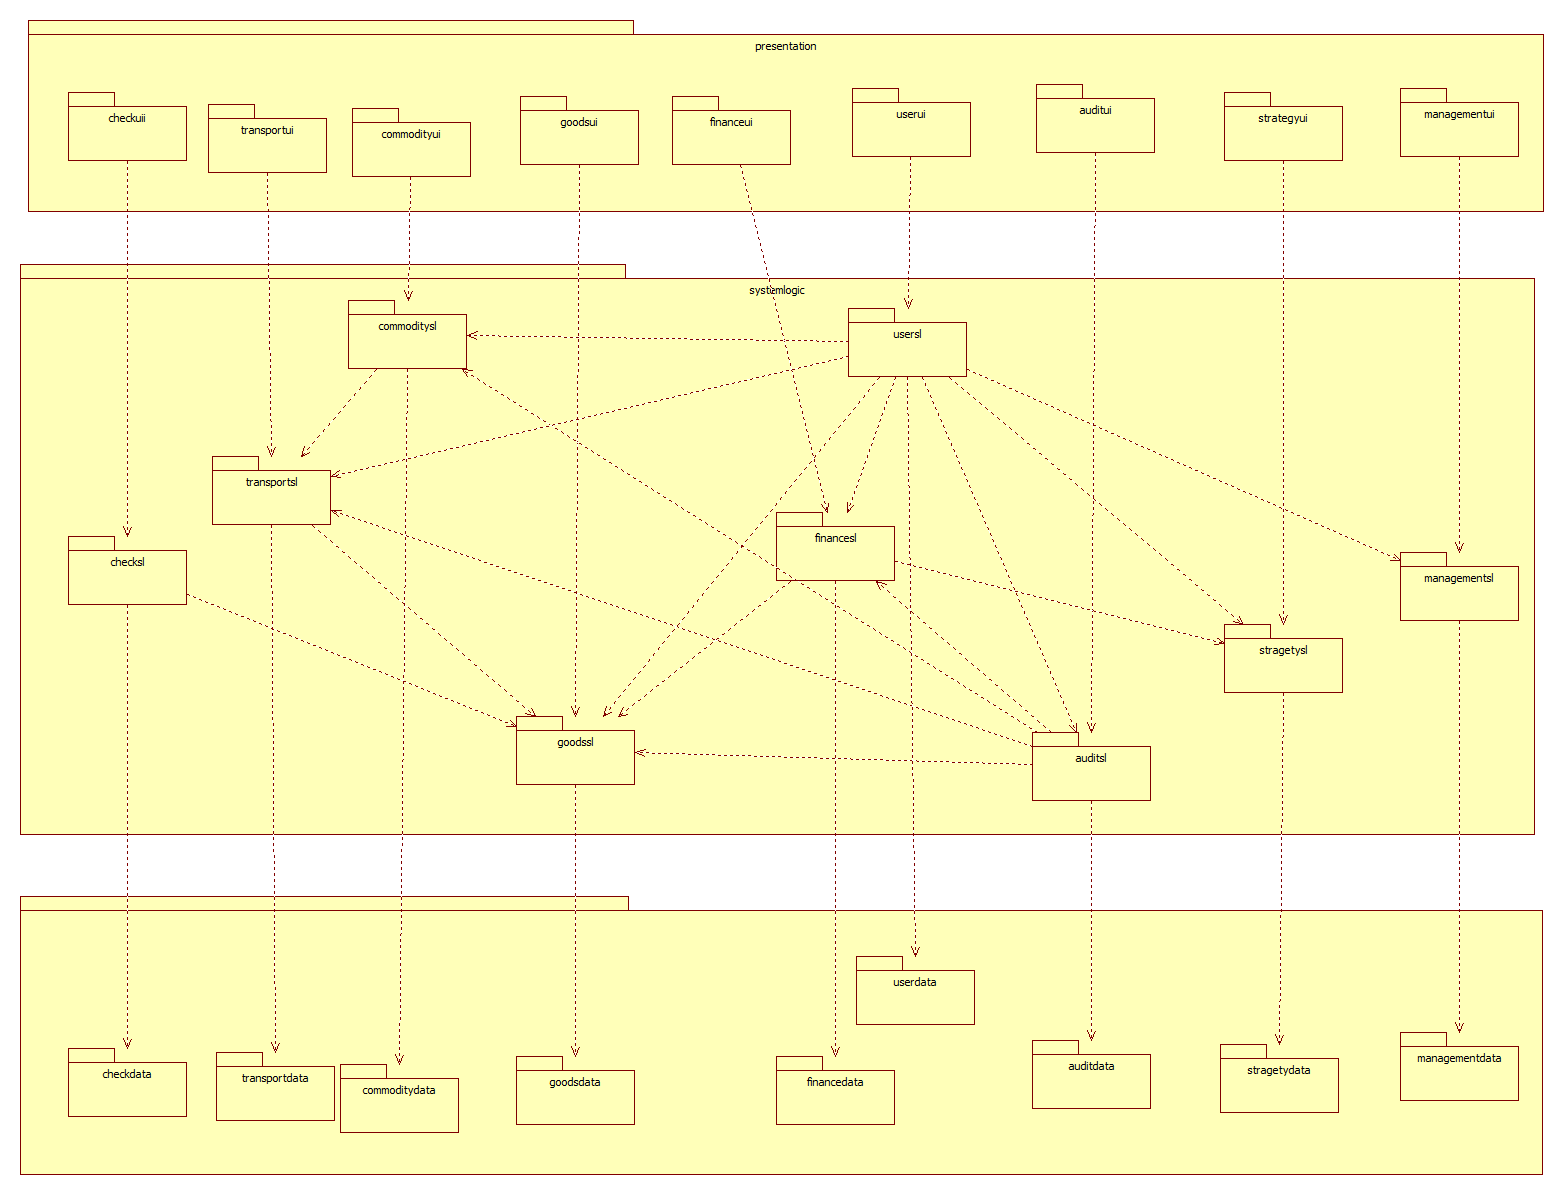 presentation
checkuii
transportui
commodityui
goodsui
financeui
userui
auditui
strategyui
managementui
systemlogic
commoditysl
usersl
transportsl
financesl
checksl
managementsl
stragetysl
goodssl
auditsl
userdata
checkdata
transportdata
commoditydata
goodsdata
financedata
auditdata
stragetydata
managementdata